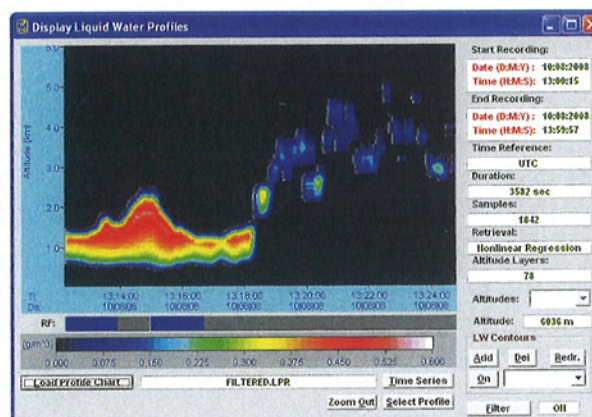 Display Liquid Water Profiles
Start Recording:
Date (D:M:Y) : 10:08:2008
Time (H:M:S): 13:00:15
End Recording:
Date (D:M:Y) : 10:08:2008
Time (H:M:S): 13:59:57
Time Reference:
UTC
Duration:
3582 sec
Samples:
1842
Retrieval:
Nonlinear Regression
Altitude Layers:
78
Altitudes:
Altitude: 6036 m
LW Contours
Add Del Redr.
On
Filter Off
Altitude [km]
5.0
4.0
3.0
2.0
1.0
13:14:00 13:16:00 13:18:00 13:20:00 13:22:00 13:24:00
RF:
(g/m^3)
0.000 0.075 0.150 0.225 0.300 0.375 0.450 0.525 0.600
Load Profile Chart FILTERED.LPR Time Series
Zoom Out Select Profile